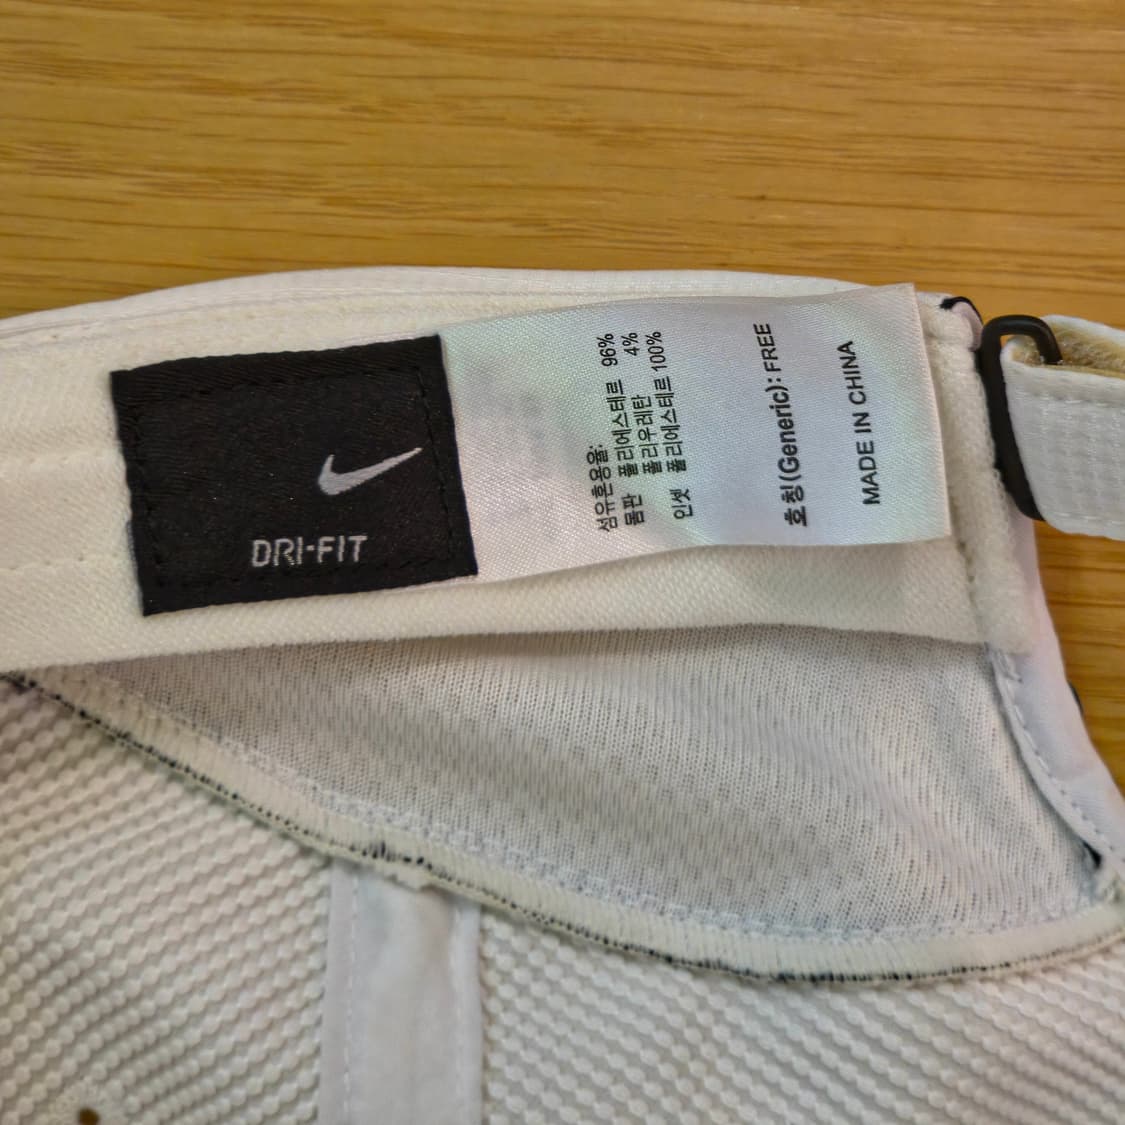 DRI-FIT
섬유혼용율:
몸판 폴리에스테르 96%
폴리우레탄 4%
인셋 폴리에스테르 100%
호칭(Generic): FREE
MADE IN CHINA